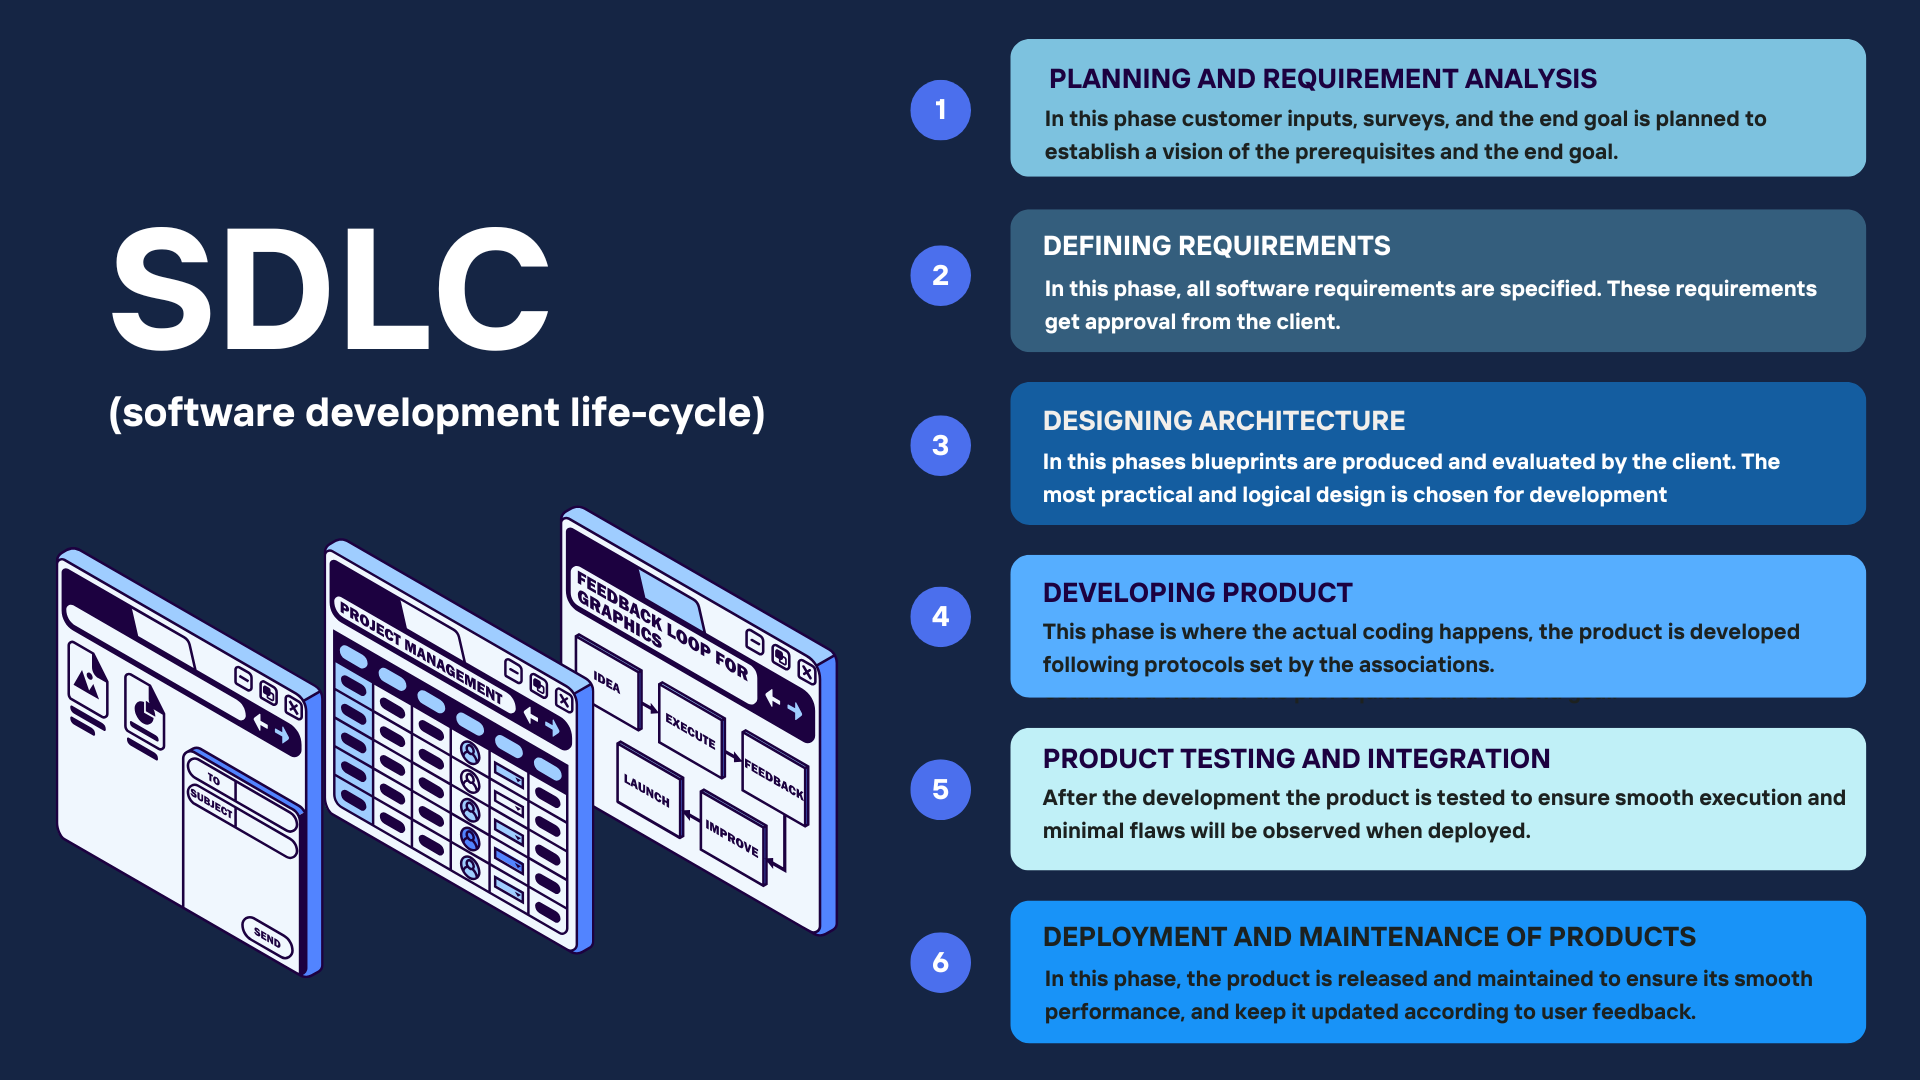 SDLC
(software development life-cycle)
TO
SUBJECT
SEND
PROJECT MANAGEMENT
FEEDBACK LOOP FOR
GRAPHICS
IDEA
EXECUTE
FEEDBACK
LAUNCH
IMPROVE
1
PLANNING AND REQUIREMENT ANALYSIS
In this phase customer inputs, surveys, and the end goal is planned to
establish a vision of the prerequisites and the end goal.
2
DEFINING REQUIREMENTS
In this phase, all software requirements are specified. These requirements
get approval from the client.
3
DESIGNING ARCHITECTURE
In this phases blueprints are produced and evaluated by the client. The
most practical and logical design is chosen for development
4
DEVELOPING PRODUCT
This phase is where the actual coding happens, the product is developed
following protocols set by the associations.
5
PRODUCT TESTING AND INTEGRATION
After the development the product is tested to ensure smooth execution and
minimal flaws will be observed when deployed.
6
DEPLOYMENT AND MAINTENANCE OF PRODUCTS
In this phase, the product is released and maintained to ensure its smooth
performance, and keep it updated according to user feedback.